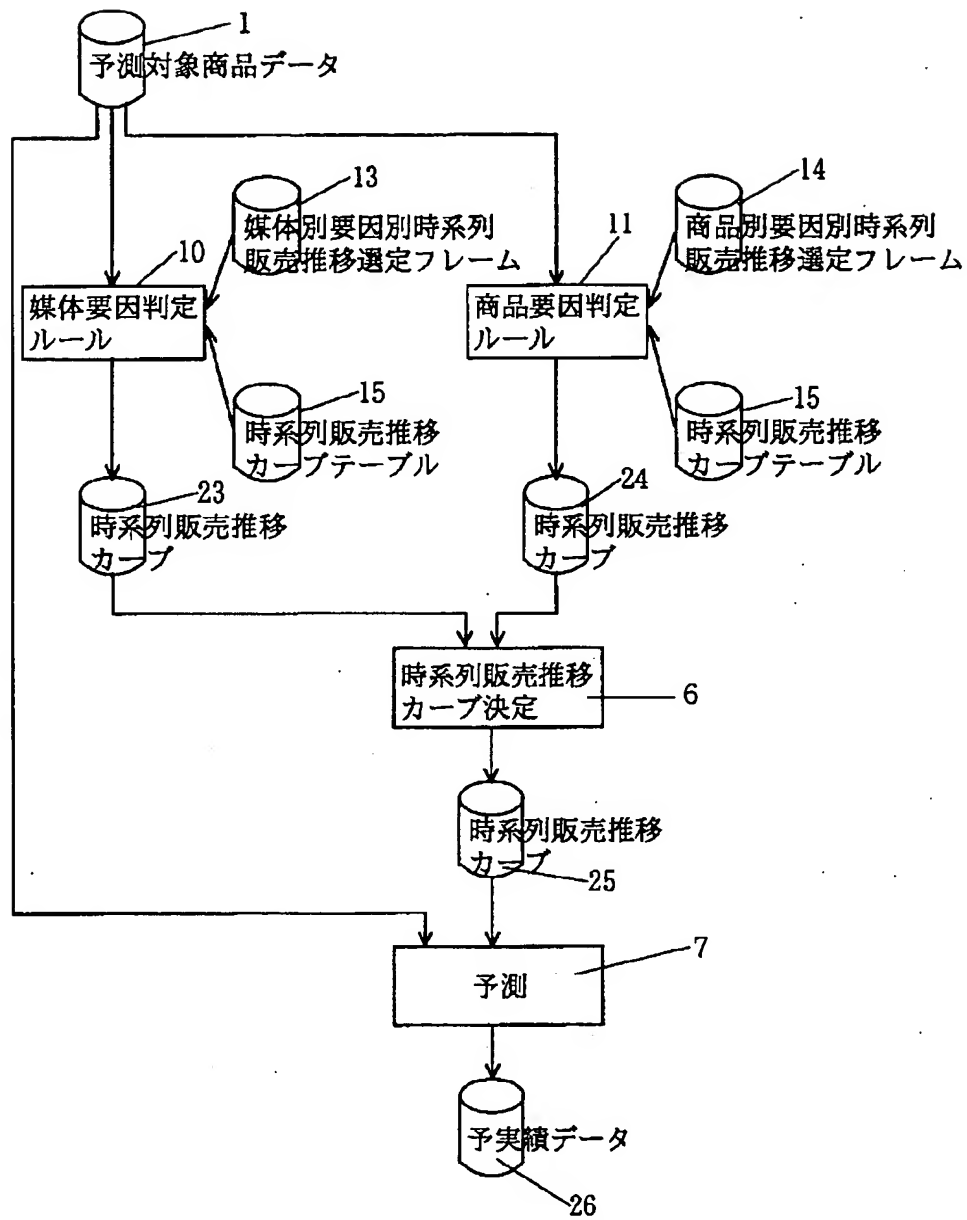 1
予測対象商品データ
13
媒体別要因別時系列
販売推移選定フレーム
14
商品別要因別時系列
販売推移選定フレーム
10
媒体要因判定
ルール
11
商品要因判定
ルール
15
時系列販売推移
カーブテーブル
15
時系列販売推移
カーブテーブル
23
時系列販売推移
カーブ
24
時系列販売推移
カーブ
時系列販売推移
カーブ決定
6
時系列販売推移
カーブ
25
7
予測
予実績データ
26